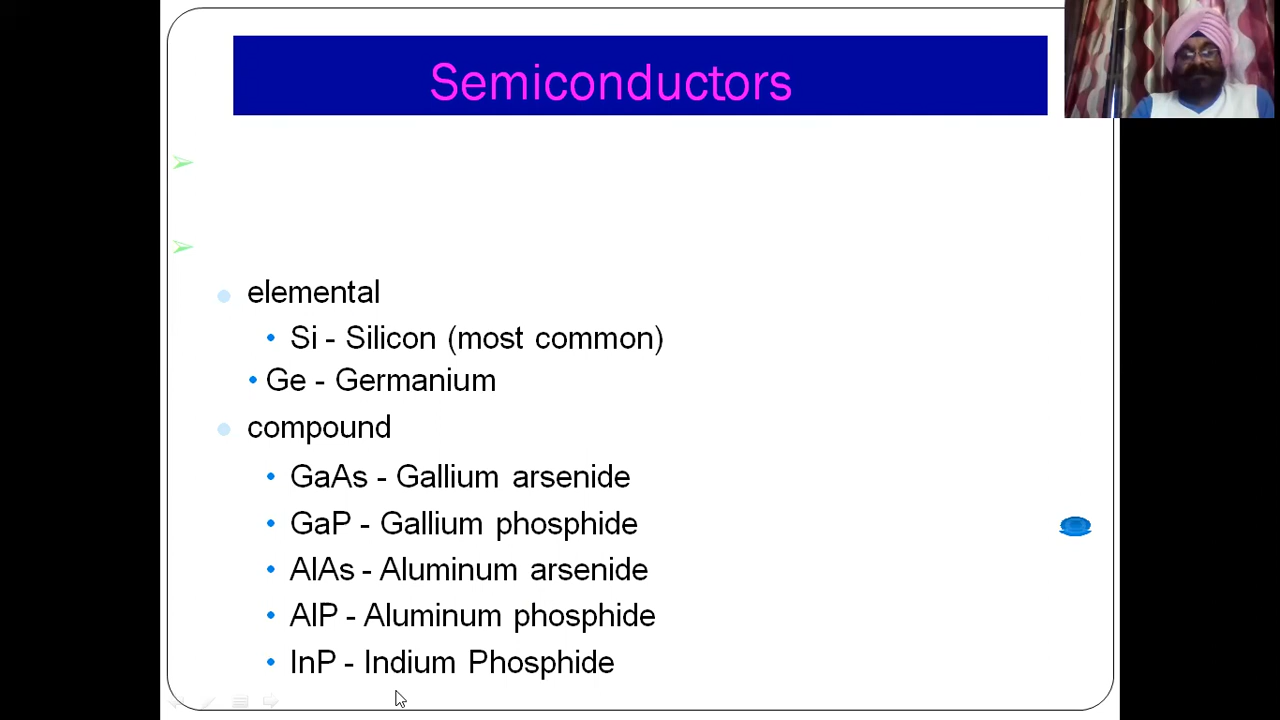 Semiconductors
elemental
Si - Silicon (most common)
Ge - Germanium
compound
GaAs - Gallium arsenide
GaP - Gallium phosphide
AlAs - Aluminum arsenide
AlP - Aluminum phosphide
InP - Indium Phosphide